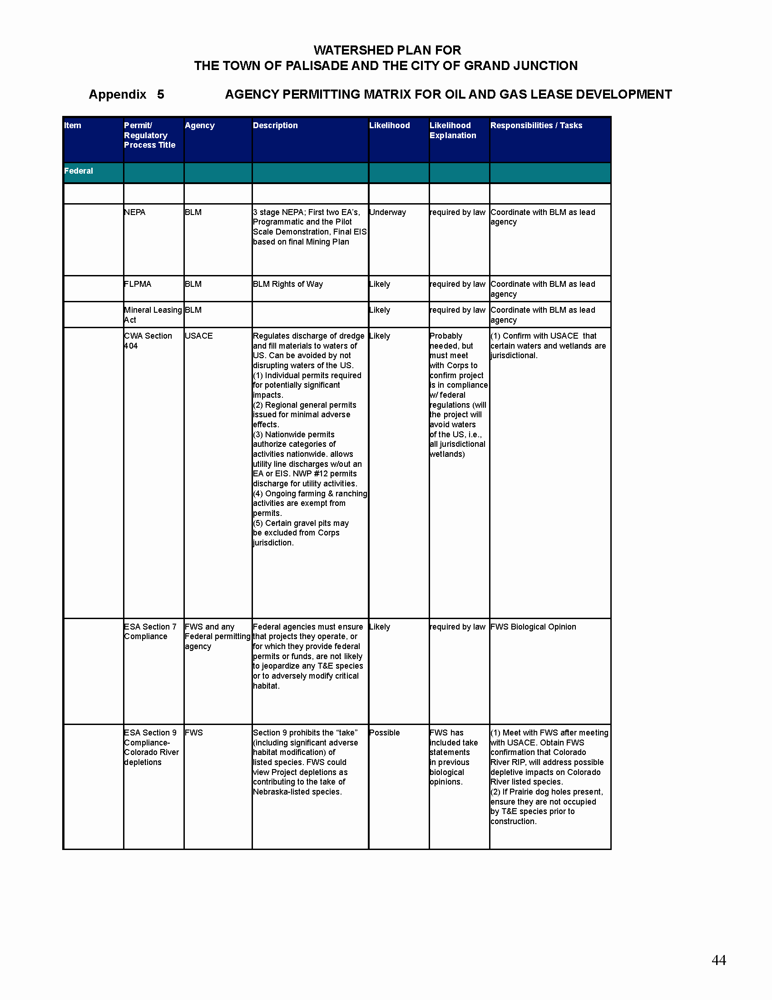 WATERSHED PLAN FOR
THE TOWN OF PALISADE AND THE CITY OF GRAND JUNCTION
Appendix 5 AGENCY PERMITTING MATRIX FOR OIL AND GAS LEASE DEVELOPMENT
Item
Permit/
Regulatory
Process Title
Agency
Description
Likelihood
Likelihood
Explanation
Responsibilities / Tasks
Federal
NEPA
BLM
3 stage NEPA; First two EA’s,
Programmatic and the Pilot
Scale Demonstration, Final EIS
based on final Mining Plan
Underway
required by law
Coordinate with BLM as lead
agency
FLPMA
BLM
BLM Rights of Way
Likely
required by law
Coordinate with BLM as lead
agency
Mineral Leasing
Act
BLM
Likely
required by law
Coordinate with BLM as lead
agency
CWA Section
404
USACE
Regulates discharge of dredge
and fill materials to waters of
US. Can be avoided by not
disrupting waters of the US.
(1) Individual permits required
for potentially significant
impacts.
(2) Regional general permits
issued for minimal adverse
effects.
(3) Nationwide permits
authorize categories of
activities nationwide. allows
utility line discharges w/out an
EA or EIS. NWP #12 permits
discharge for utility activities.
(4) Ongoing farming & ranching
activities are exempt from
permits.
(5) Certain gravel pits may
be excluded from Corps
jurisdiction.
Likely
Probably
needed, but
must meet
with Corps to
confirm project
is in compliance
w/ federal
regulations (will
the project will
avoid waters
of the US, i.e.,
all jurisdictional
wetlands)
(1) Confirm with USACE that
certain waters and wetlands are
jurisdictional.
ESA Section 7
Compliance
FWS and any
Federal permitting
agency
Federal agencies must ensure
that projects they operate, or
for which they provide federal
permits or funds, are not likely
to jeopardize any T&E species
or to adversely modify critical
habitat.
Likely
required by law
FWS Biological Opinion
ESA Section 9
Compliance-
Colorado River
depletions
FWS
Section 9 prohibits the “take”
(including significant adverse
habitat modification) of
listed species. FWS could
view Project depletions as
contributing to the take of
Nebraska-listed species.
Possible
FWS has
included take
statements
in previous
biological
opinions.
(1) Meet with FWS after meeting
with USACE. Obtain FWS
confirmation that Colorado
River RIP, will address possible
depletive impacts on Colorado
River listed species.
(2) If Prairie dog holes present,
ensure they are not occupied
by T&E species prior to
construction.
44